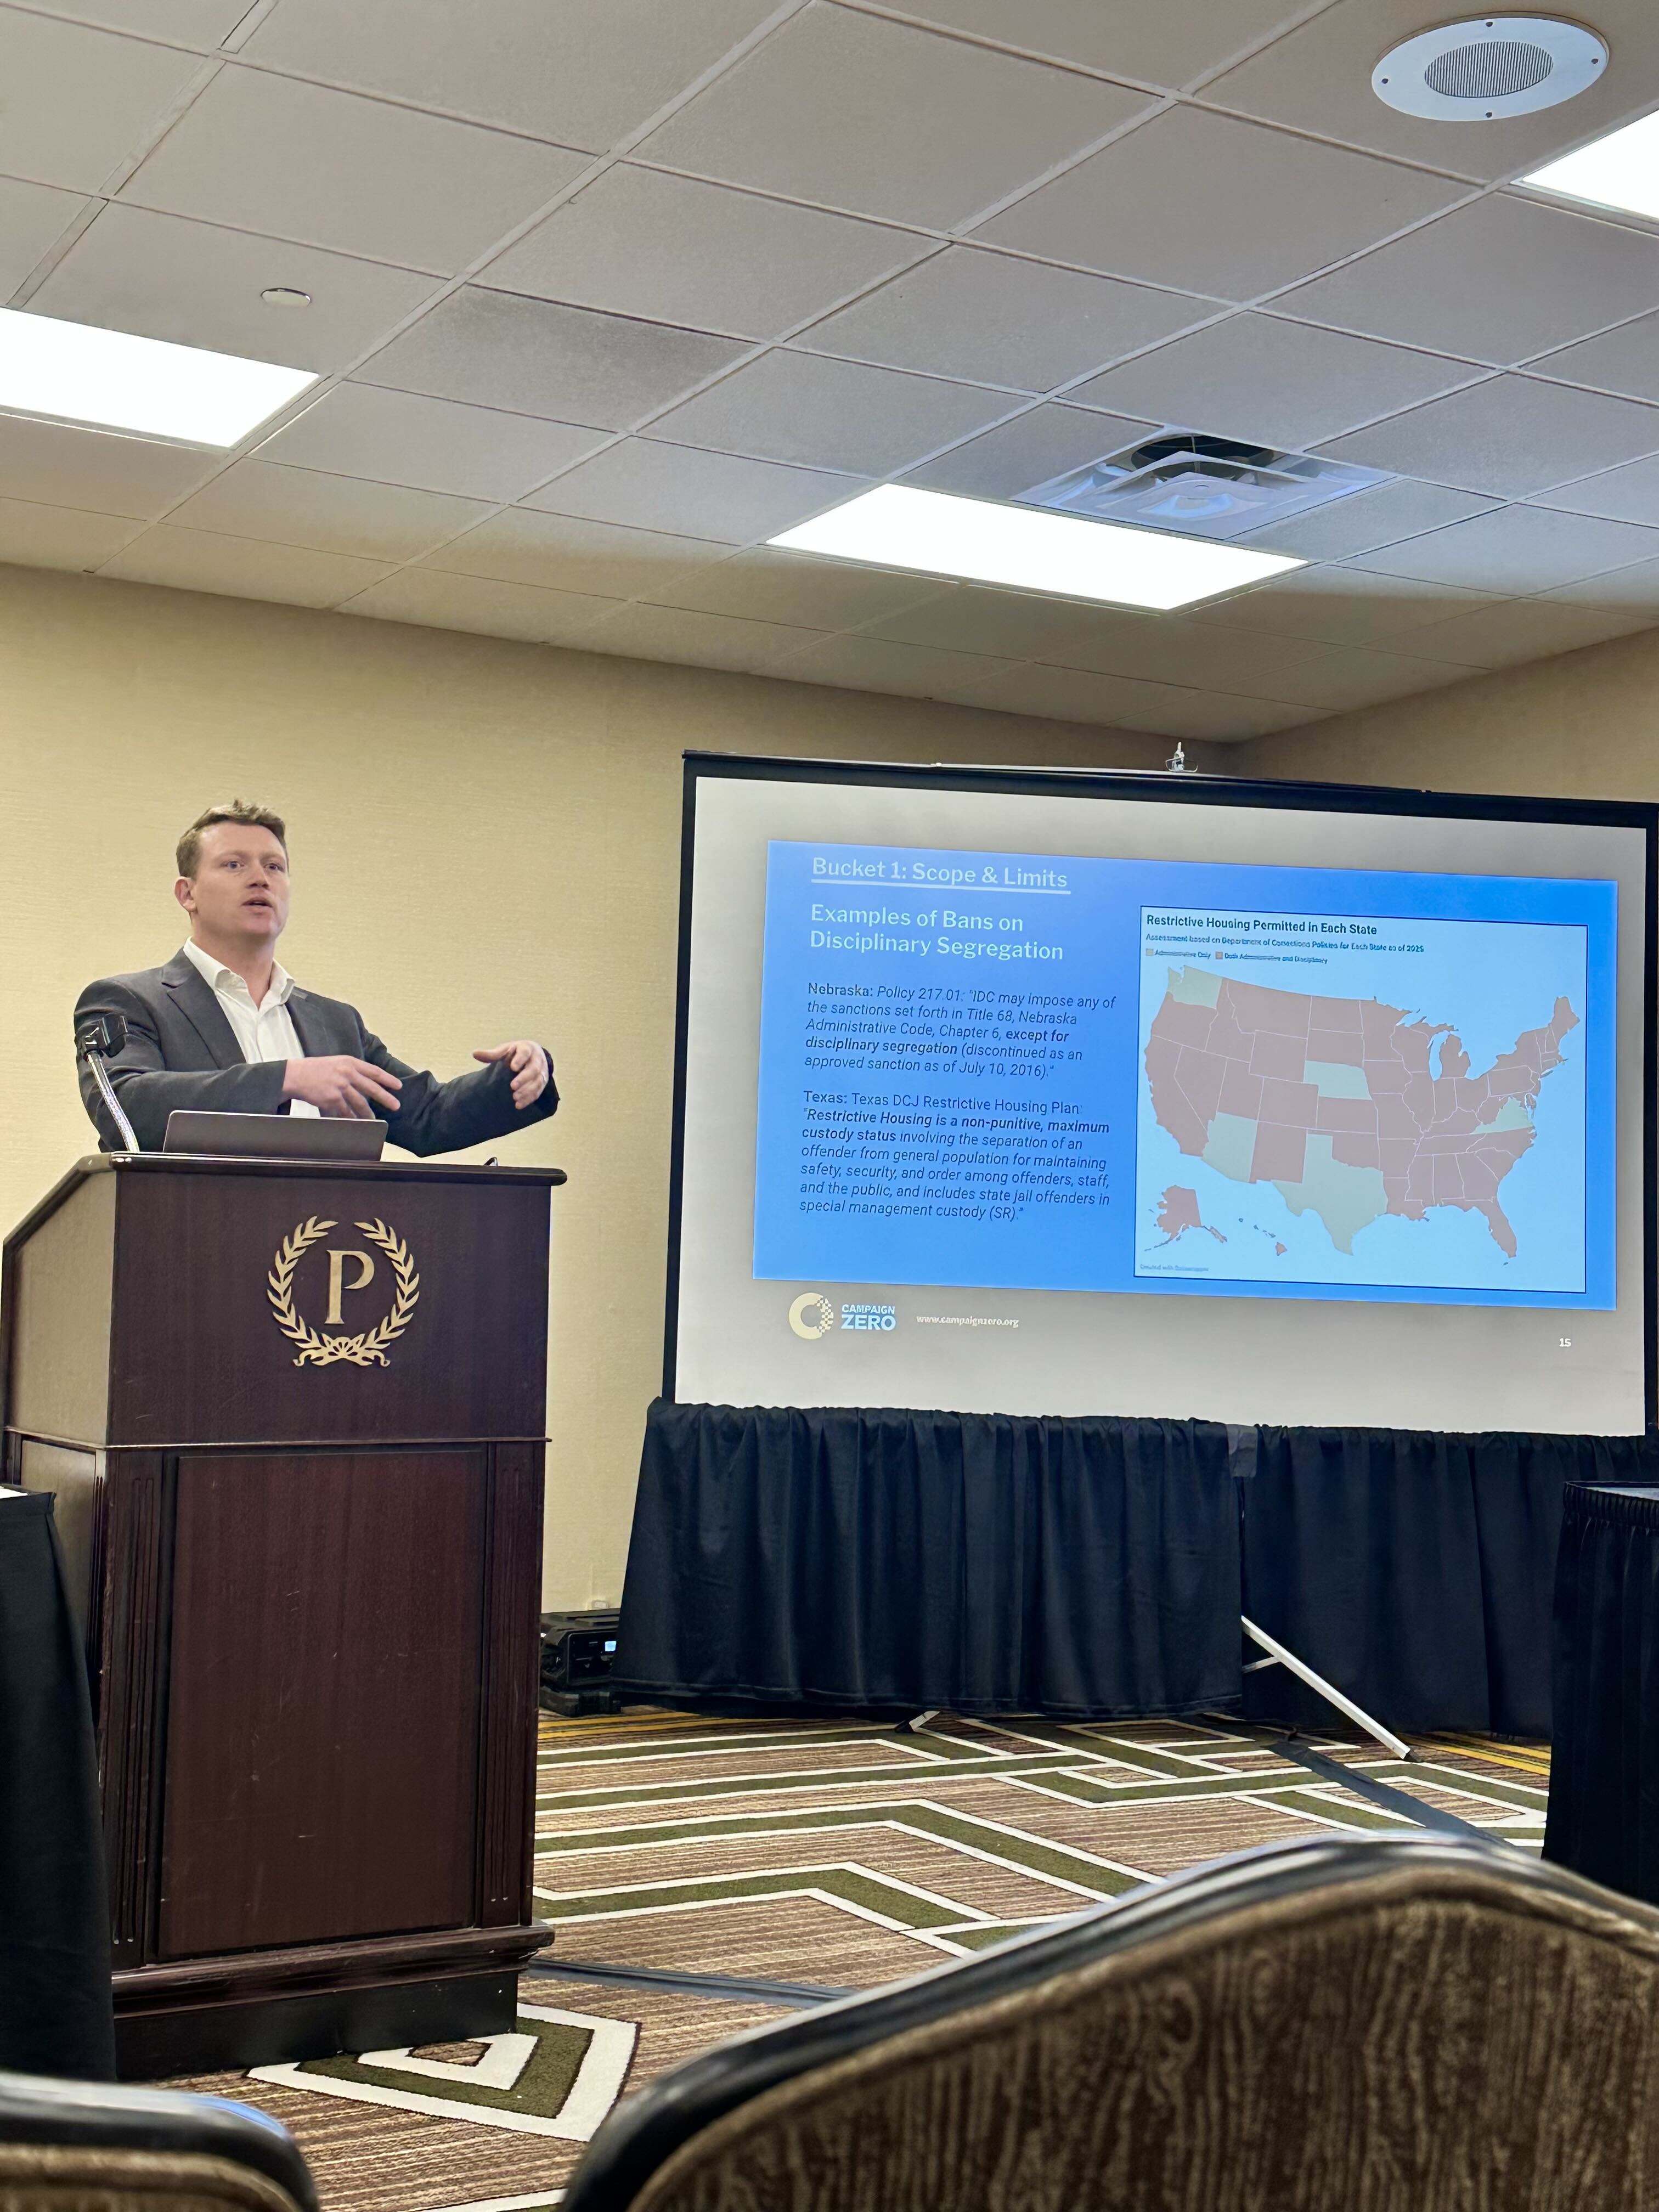 Bucket 1: Scope & Limits
Examples of Bans on
Disciplinary Segregation
Nebraska: Policy 217.01: "IDC may impose any of
the sanctions set forth in Title 68, Nebraska
Administrative Code, Chapter 6, except for
disciplinary segregation (discontinued as an
approved sanction as of July 10, 2016)."
Texas: Texas DCJ Restrictive Housing Plan:
"Restrictive Housing is a non-punitive, maximum
custody status involving the separation of an
offender from general population for maintaining
safety, security, and order among offenders, staff,
and the public, and includes state jail offenders in
special management custody (SR)."
Restrictive Housing Permitted in Each State
Assessment based on Department of Corrections Policies for Each State as of 2025
Administrative Only Both Administrative and Disciplinary
Created with Datawrapper
CAMPAIGN
ZERO
www.campaignzero.org
15
P